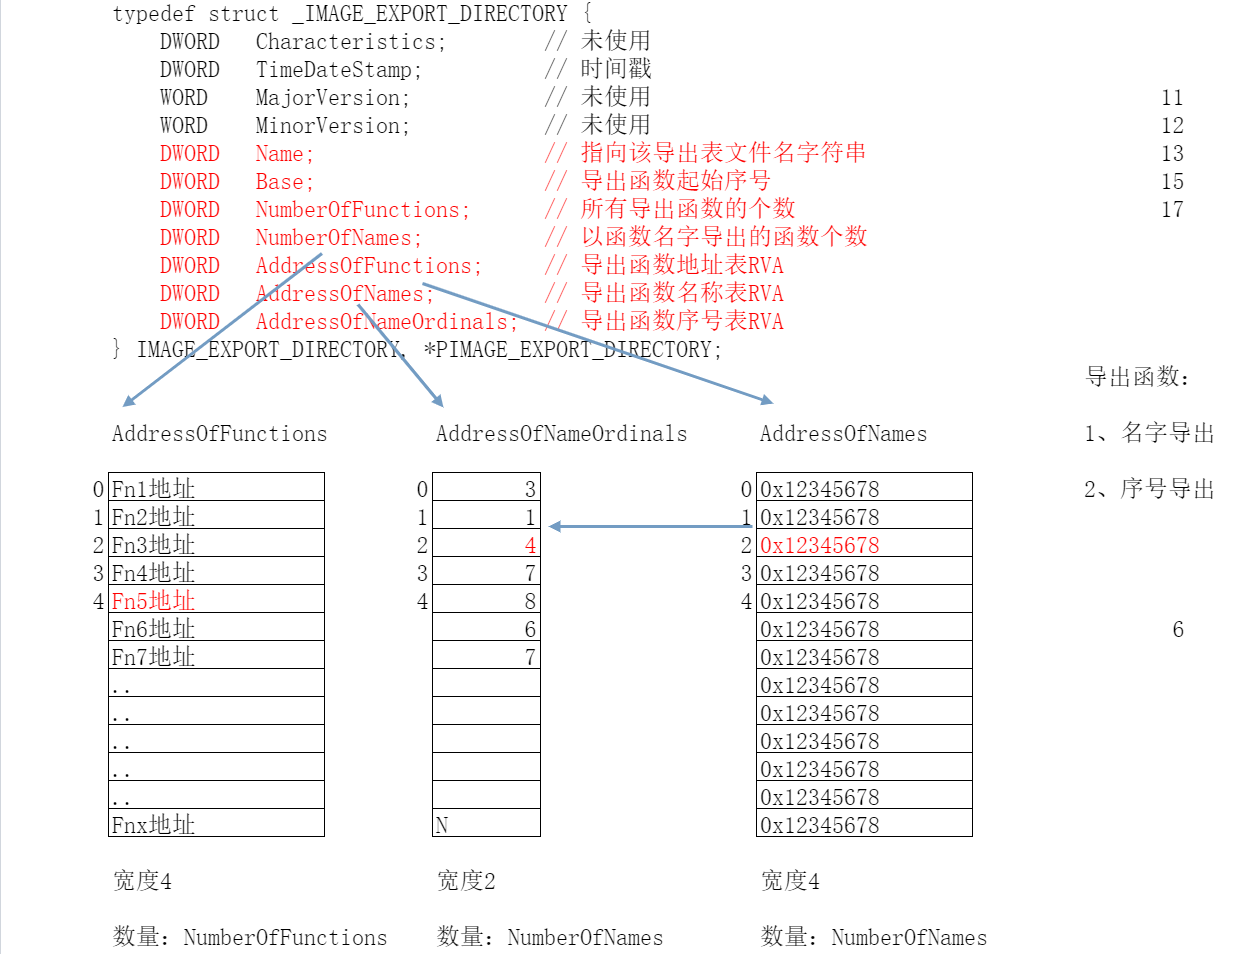 typedef struct _IMAGE_EXPORT_DIRECTORY {
DWORD Characteristics; // 未使用
DWORD TimeDateStamp; // 时间戳
WORD MajorVersion; // 未使用 11
WORD MinorVersion; // 未使用 12
DWORD Name; // 指向该导出表文件名字符串 13
DWORD Base; // 导出函数起始序号 15
DWORD NumberOfFunctions; // 所有导出函数的个数 17
DWORD NumberOfNames; // 以函数名字导出的函数个数
DWORD AddressOfFunctions; // 导出函数地址表RVA
DWORD AddressOfNames; // 导出函数名称表RVA
DWORD AddressOfNameOrdinals; // 导出函数序号表RVA
} IMAGE_EXPORT_DIRECTORY, *PIMAGE_EXPORT_DIRECTORY;
导出函数：
AddressOfFunctions AddressOfNameOrdinals AddressOfNames 1、名字导出
0 Fn1地址 0 3 0 0x12345678 2、序号导出
1 Fn2地址 1 1 1 0x12345678
2 Fn3地址 2 4 2 0x12345678
3 Fn4地址 3 7 3 0x12345678
4 Fn5地址 4 8 4 0x12345678
Fn6地址 6 0x12345678 6
Fn7地址 7 0x12345678
.. 0x12345678
.. 0x12345678
.. 0x12345678
.. 0x12345678
.. 0x12345678
Fnx地址 N 0x12345678
宽度4 宽度2 宽度4
数量：NumberOfFunctions 数量：NumberOfNames 数量：NumberOfNames